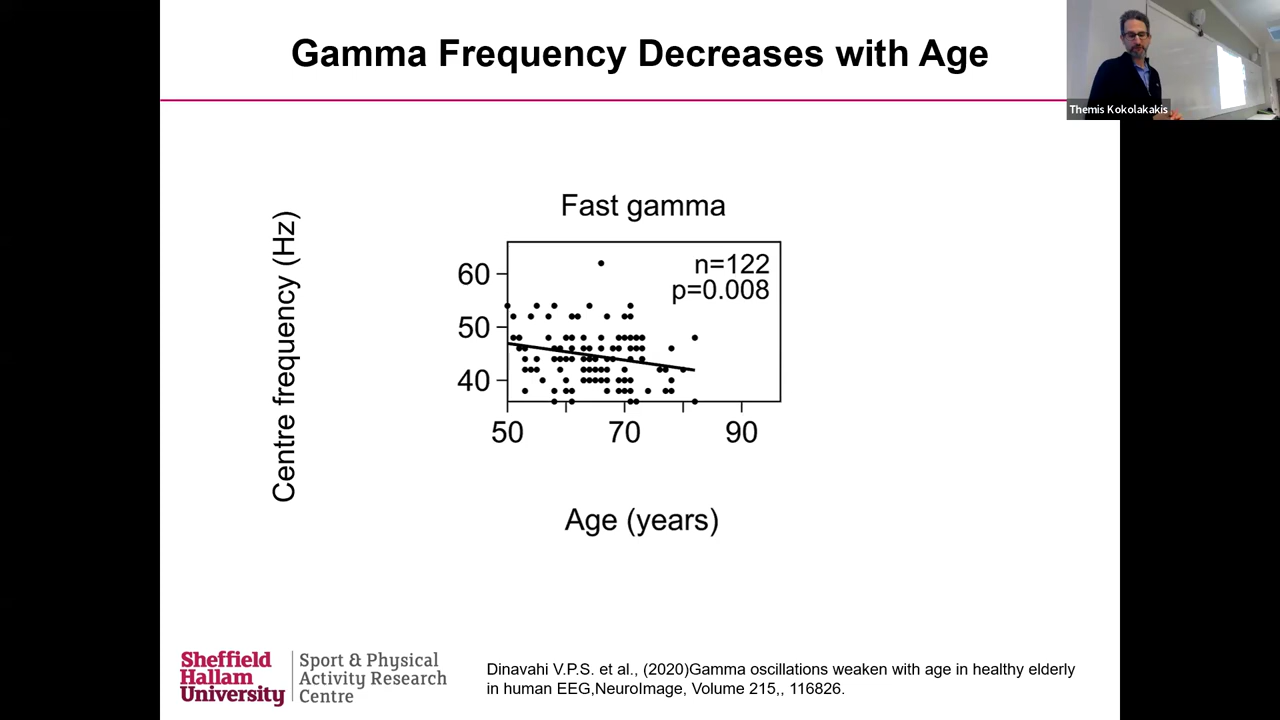 Gamma Frequency Decreases with Age
Themis Kokolakakis
Fast gamma
Centre frequency (Hz)
60
50
40
n=122
p=0.008
50 70 90
Age (years)
Sheffield
Hallam
University
Sport & Physical
Activity Research
Centre
Dinavahi V.P.S. et al., (2020)Gamma oscillations weaken with age in healthy elderly
in human EEG,NeuroImage, Volume 215,, 116826.